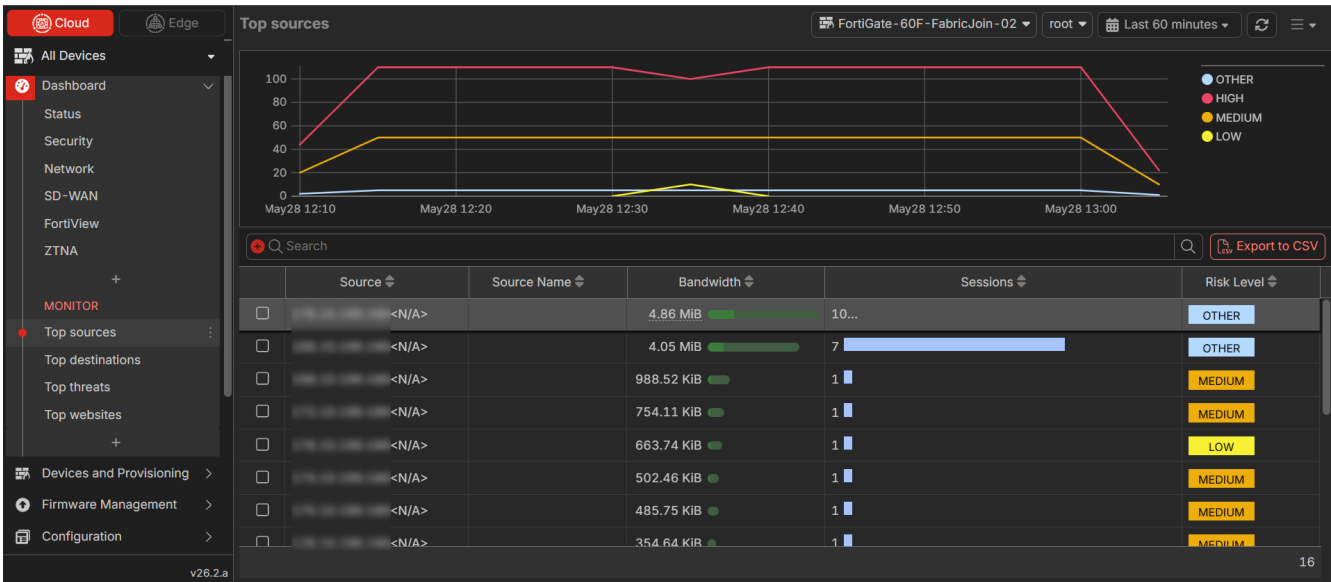 Cloud
Edge
Top sources
FortiGate-60F-FabricJoin-02
root
Last 60 minutes
All Devices
Dashboard
Status
Security
Network
SD-WAN
FortiView
ZTNA
+
MONITOR
Top sources
Top destinations
Top threats
Top websites
+
Devices and Provisioning
Firmware Management
Configuration
v26.2.a
100
80
60
40
20
0
May28 12:10 May28 12:20 May28 12:30 May28 12:40 May28 12:50 May28 13:00
OTHER
HIGH
MEDIUM
LOW
Search
Export to CSV
Source Source Name Bandwidth Sessions Risk Level
<N/A> 4.86 MiB 10... OTHER
<N/A> 4.05 MiB 7 OTHER
<N/A> 988.52 KiB 1 MEDIUM
<N/A> 754.11 KiB 1 MEDIUM
<N/A> 663.74 KiB 1 LOW
<N/A> 502.46 KiB 1 MEDIUM
<N/A> 485.75 KiB 1 MEDIUM
<N/A> 354.64 KiB 1 MEDIUM
16